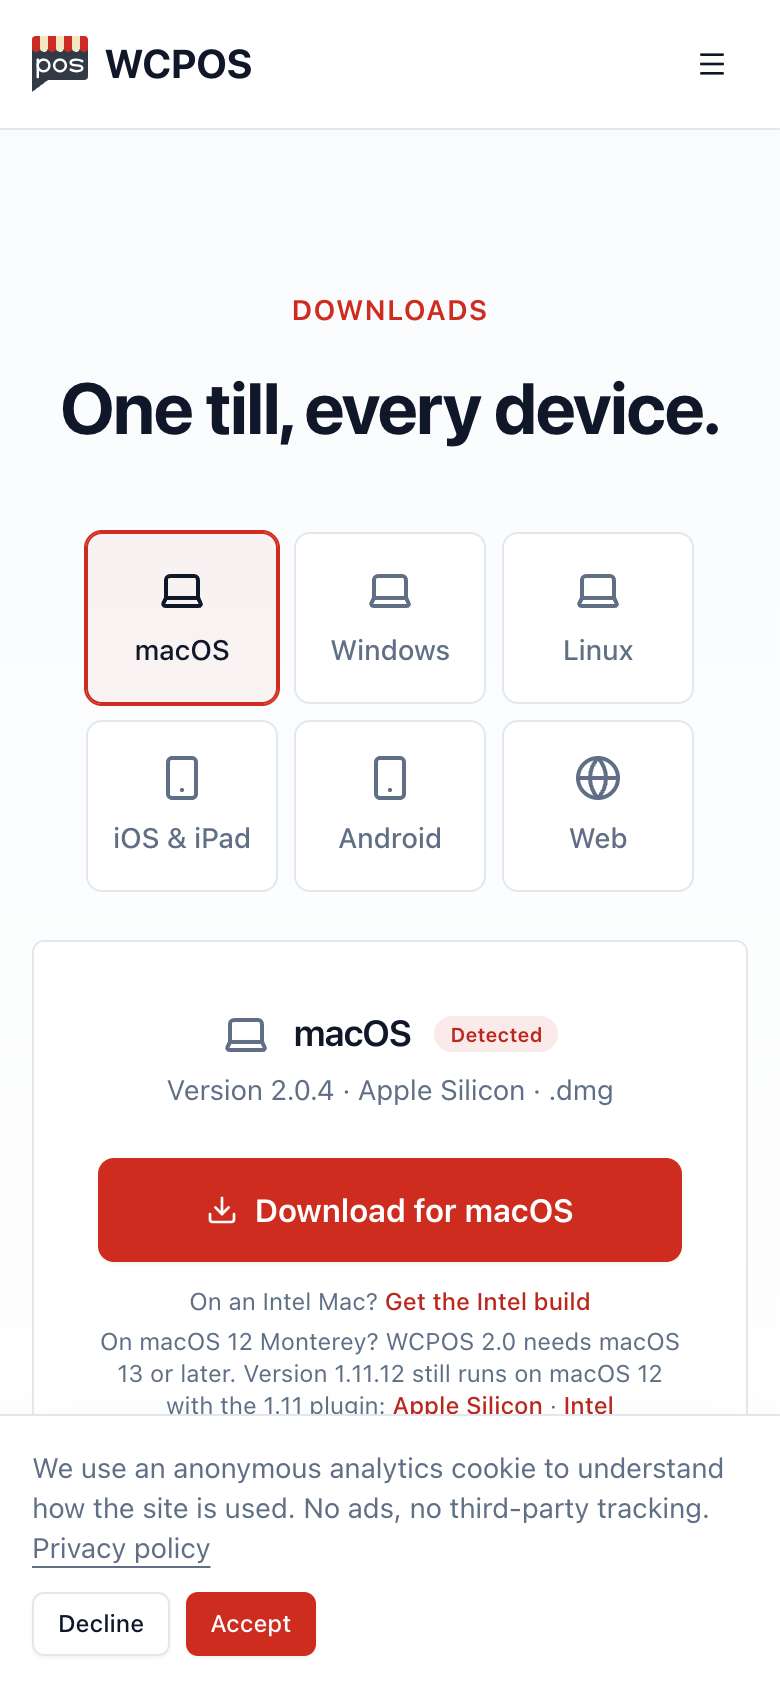 pos WCPOS
DOWNLOADS
One till, every device.
macOS
Windows
Linux
iOS & iPad
Android
Web
macOS Detected
Version 2.0.4 · Apple Silicon · .dmg
Download for macOS
On an Intel Mac? Get the Intel build
On macOS 12 Monterey? WCPOS 2.0 needs macOS
13 or later. Version 1.11.12 still runs on macOS 12
with the 1.11 plugin: Apple Silicon · Intel
We use an anonymous analytics cookie to understand
how the site is used. No ads, no third-party tracking.
Privacy policy
Decline
Accept